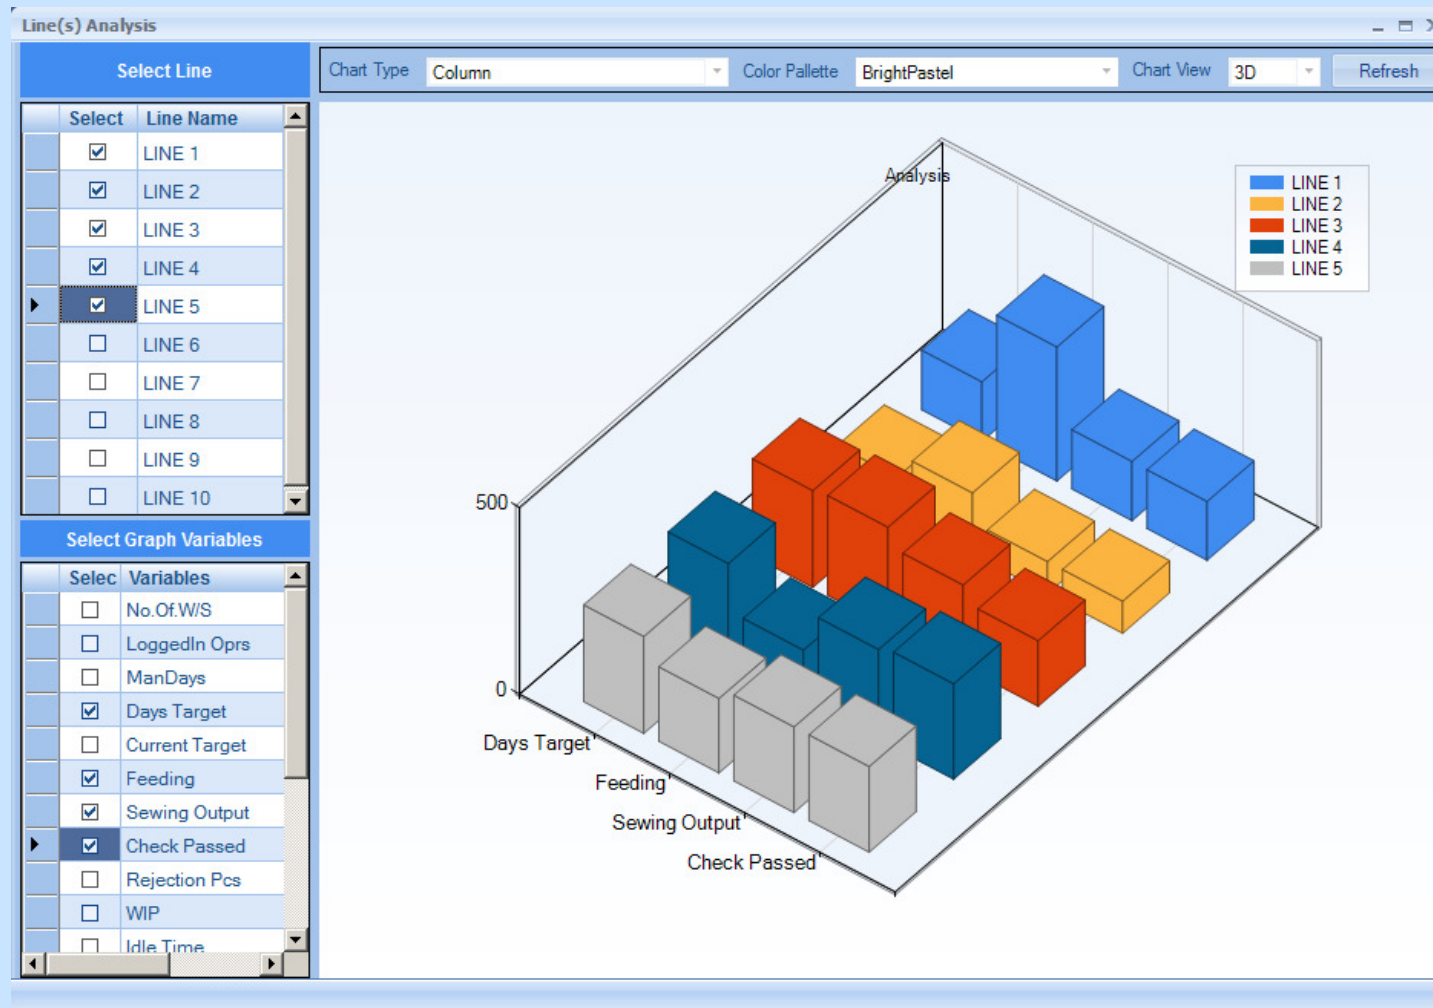 Line(s) Analysis
Select Line
Chart Type Column Color Pallette BrightPastel Chart View 3D Refresh
Select Line Name
LINE 1
LINE 2
LINE 3
LINE 4
LINE 5
LINE 6
LINE 7
LINE 8
LINE 9
LINE 10
Select Graph Variables
Selec Variables
No.Of.W/S
LoggedIn Oprs
ManDays
Days Target
Current Target
Feeding
Sewing Output
Check Passed
Rejection Pcs
WIP
Idle Time
Analysis
LINE 1
LINE 2
LINE 3
LINE 4
LINE 5
500
0
Days Target
Feeding
Sewing Output
Check Passed